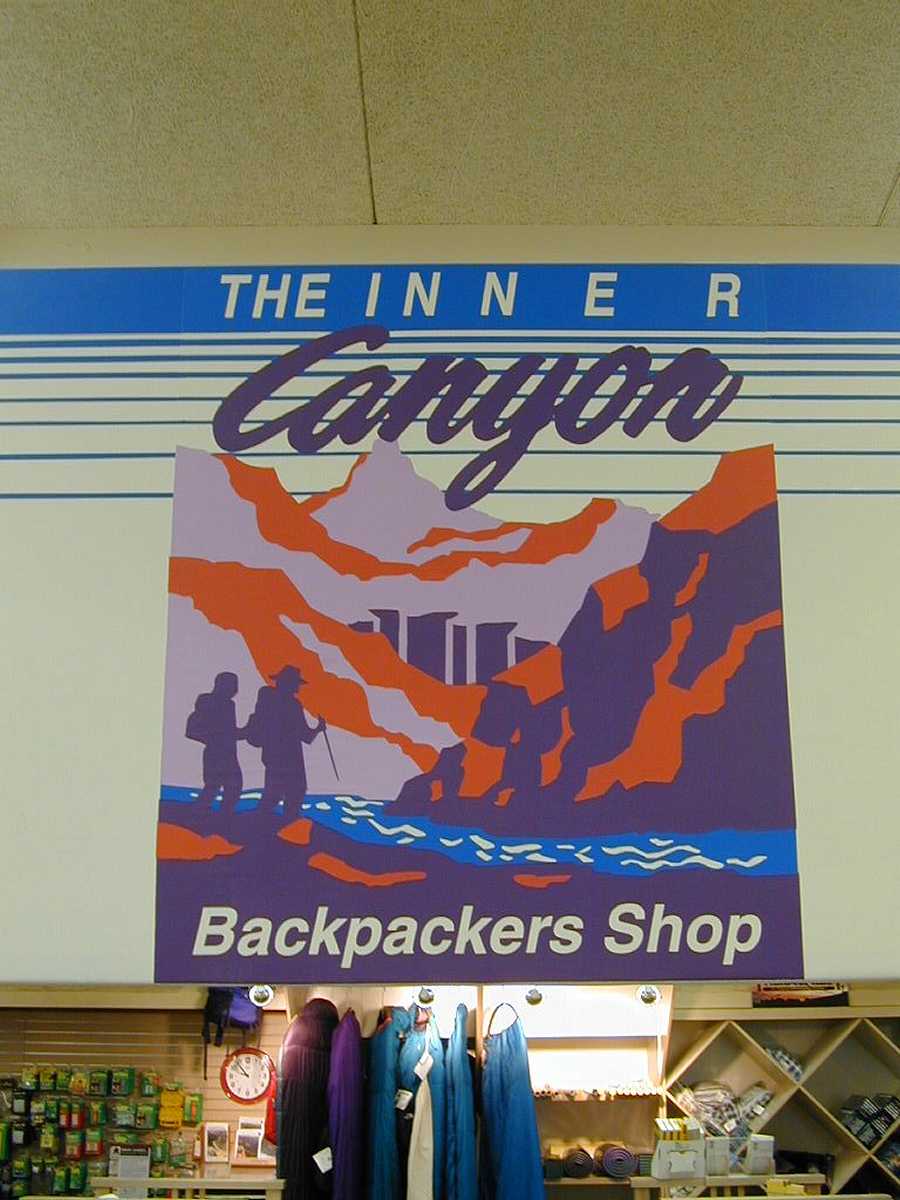 THE INNER
Canyon
Backpackers Shop